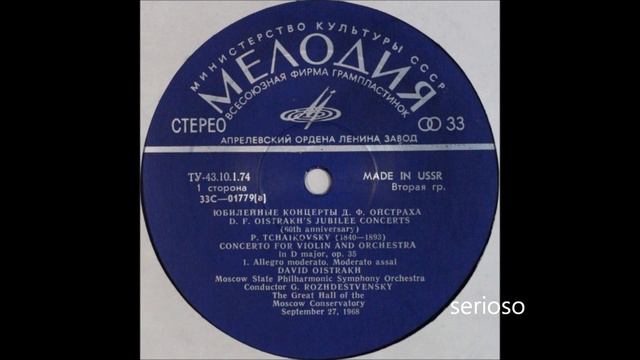 МИНИСТЕРСТВО КУЛЬТУРЫ СССР
МЕЛОДИЯ
ВСЕСОЮЗНАЯ ФИРМА ГРАМПЛАСТИНОК
СТЕРЕО
33
АПРЕЛЕВСКИЙ ОРДЕНА ЛЕНИНА ЗАВОД
ТУ-43.10.1.74
MADE IN USSR
1 сторона
Вторая гр.
33С—01779(а)
ЮБИЛЕЙНЫЕ КОНЦЕРТЫ Д. Ф. ОЙСТРАХА
D. F. OISTRAKH'S JUBILEE CONCERTS
(60th anniversary)
P. TCHAIKOVSKY (1840—1893)
CONCERTO FOR VIOLIN AND ORCHESTRA
in D major, op. 35
1. Allegro moderato. Moderato assai
DAVID OISTRAKH
Moscow State Philharmonic Symphony Orchestra
Conductor G. ROZHDESTVENSKY
The Great Hall of the
Moscow Conservatory
September 27, 1968
serioso